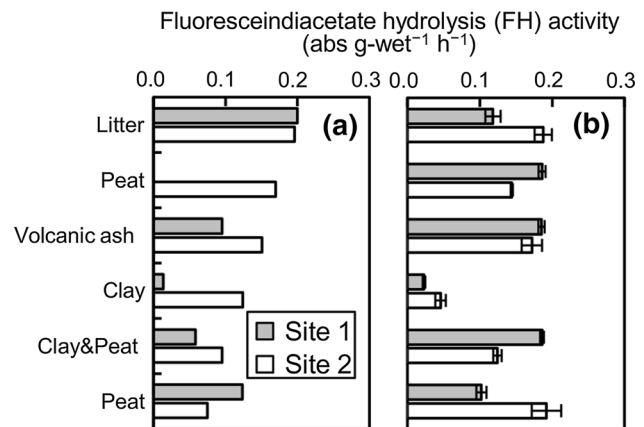 Fluoresceindiacetate hydrolysis (FH) activity
(abs g-wet⁻¹ h⁻¹)
0.0 0.1 0.2 0.3 0.0 0.1 0.2 0.3
Litter
(a)
(b)
Peat
Volcanic ash
Clay
Site 1
Site 2
Clay&Peat
Peat